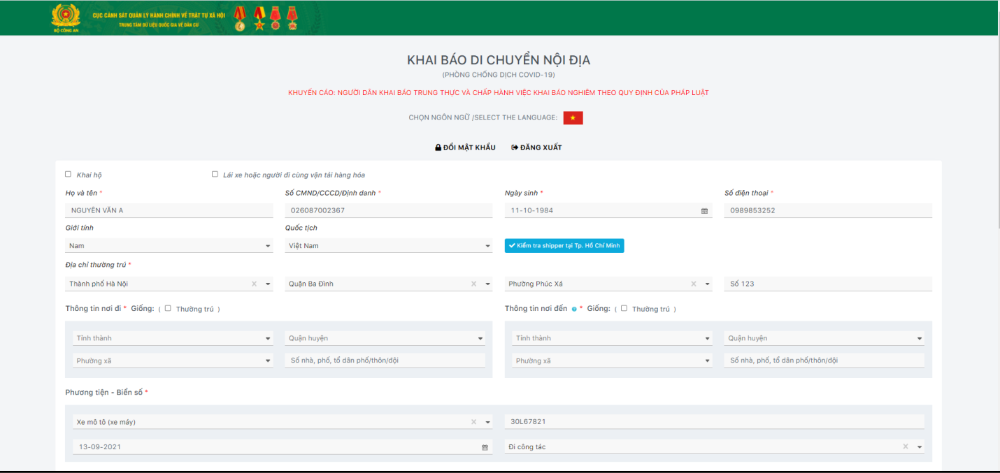 BỘ CÔNG AN
CỤC CẢNH SÁT QUẢN LÝ HÀNH CHÍNH VỀ TRẬT TỰ XÃ HỘI
TRUNG TÂM DỮ LIỆU QUỐC GIA VỀ DÂN CƯ
KHAI BÁO DI CHUYỂN NỘI ĐỊA
(PHÒNG CHỐNG DỊCH COVID-19)
KHUYẾN CÁO: NGƯỜI DÂN KHAI BÁO TRUNG THỰC VÀ CHẤP HÀNH VIỆC KHAI BÁO NGHIÊM THEO QUY ĐỊNH CỦA PHÁP LUẬT
CHỌN NGÔN NGỮ /SELECT THE LANGUAGE:
ĐỔI MẬT KHẨU ĐĂNG XUẤT
Khai hộ Lái xe hoặc người đi cùng vận tải hàng hóa
Họ và tên * Số CMND/CCCD/Định danh * Ngày sinh * Số điện thoại *
NGUYÊN VĂN A 026087002367 11-10-1984 0989853252
Giới tính Quốc tịch
Nam Việt Nam Kiểm tra shipper tại Tp. Hồ Chí Minh
Địa chỉ thường trú *
Thành phố Hà Nội Quận Ba Đình Phường Phúc Xá Số 123
Thông tin nơi đi * Giống: ( Thường trú ) Thông tin nơi đến * Giống: ( Thường trú )
Tỉnh thành Quận huyện Tỉnh thành Quận huyện
Phường xã Số nhà, phố, tổ dân phố/thôn/đội Phường xã Số nhà, phố, tổ dân phố/thôn/đội
Phương tiện - Biển số *
Xe mô tô (xe máy) 30L67821
13-09-2021 Đi công tác